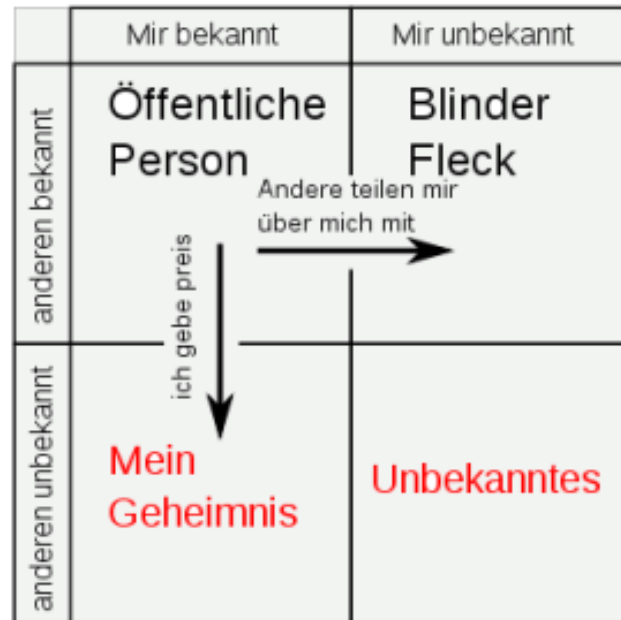 Mir bekannt
Mir unbekannt
anderen bekannt
Öffentliche
Person
Blinder
Fleck
Andere teilen mir
über mich mit
ich gebe preis
anderen unbekannt
Mein
Geheimnis
Unbekanntes